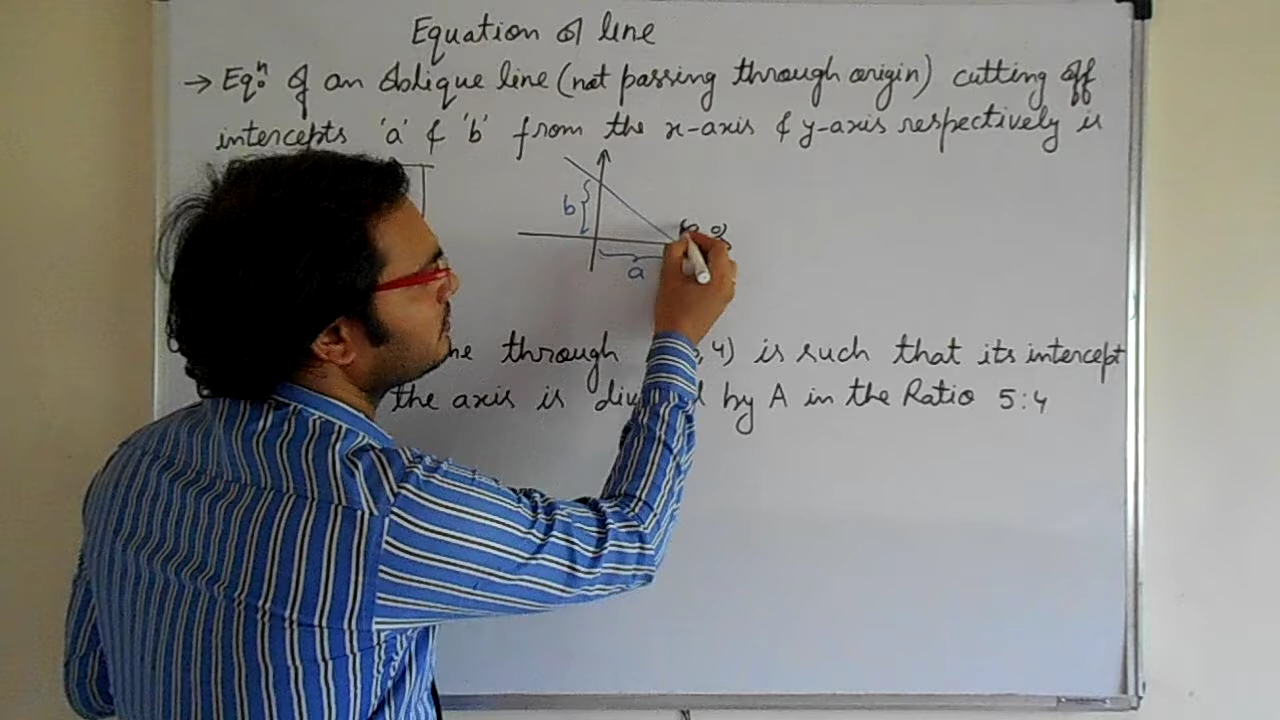 Equation of line
→ Eqⁿ. of an oblique line (not passing through origin) cutting off
intercepts 'a' & 'b' from the x-axis & y-axis respectively is
b
a
through 4) is such that its intercept
the axis is by A in the Ratio 5:4